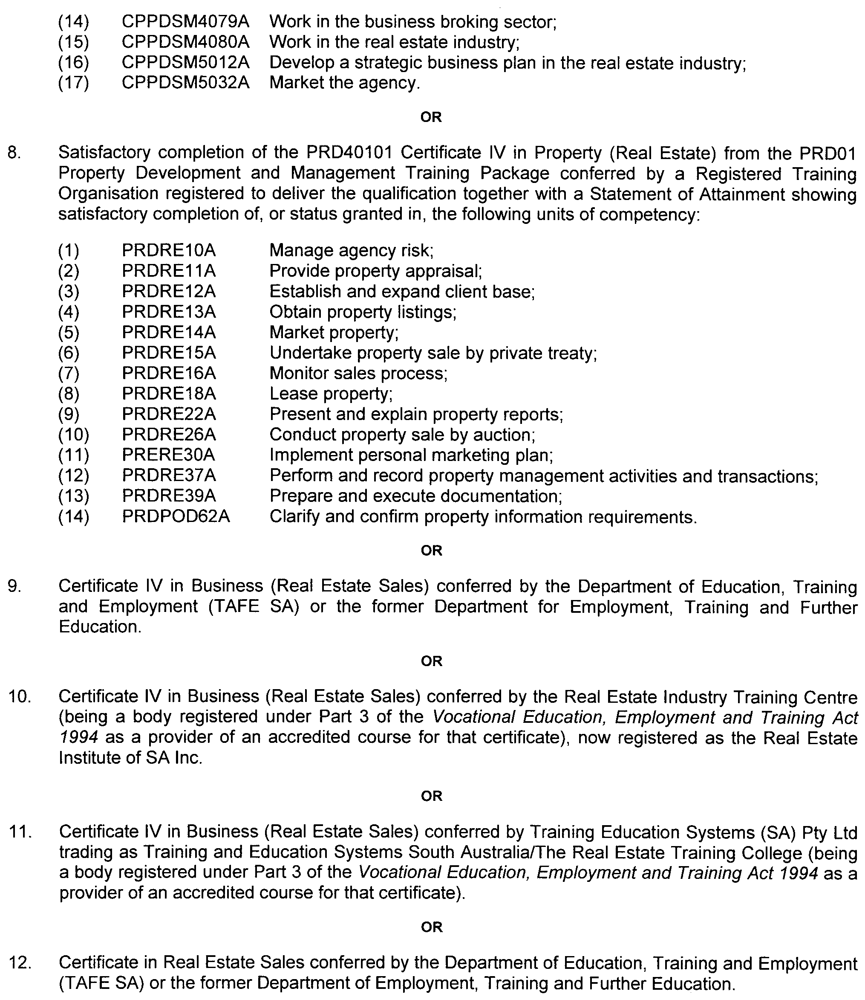 (14) CPPDSM4079A Work in the business broking sector;
(15) CPPDSM4080A Work in the real estate industry;
(16) CPPDSM5012A Develop a strategic business plan in the real estate industry;
(17) CPPDSM5032A Market the agency.
OR
8. Satisfactory completion of the PRD40101 Certificate IV in Property (Real Estate) from the PRD01
Property Development and Management Training Package conferred by a Registered Training
Organisation registered to deliver the qualification together with a Statement of Attainment showing
satisfactory completion of, or status granted in, the following units of competency:
(1) PRDRE10A Manage agency risk;
(2) PRDRE11A Provide property appraisal;
(3) PRDRE12A Establish and expand client base;
(4) PRDRE13A Obtain property listings;
(5) PRDRE14A Market property;
(6) PRDRE15A Undertake property sale by private treaty;
(7) PRDRE16A Monitor sales process;
(8) PRDRE18A Lease property;
(9) PRDRE22A Present and explain property reports;
(10) PRDRE26A Conduct property sale by auction;
(11) PRERE30A Implement personal marketing plan;
(12) PRDRE37A Perform and record property management activities and transactions;
(13) PRDRE39A Prepare and execute documentation;
(14) PRDPOD62A Clarify and confirm property information requirements.
OR
9. Certificate IV in Business (Real Estate Sales) conferred by the Department of Education, Training
and Employment (TAFE SA) or the former Department for Employment, Training and Further
Education.
OR
10. Certificate IV in Business (Real Estate Sales) conferred by the Real Estate Industry Training Centre
(being a body registered under Part 3 of the Vocational Education, Employment and Training Act
1994 as a provider of an accredited course for that certificate), now registered as the Real Estate
Institute of SA Inc.
OR
11. Certificate IV in Business (Real Estate Sales) conferred by Training Education Systems (SA) Pty Ltd
trading as Training and Education Systems South Australia/The Real Estate Training College (being
a body registered under Part 3 of the Vocational Education, Employment and Training Act 1994 as a
provider of an accredited course for that certificate).
OR
12. Certificate in Real Estate Sales conferred by the Department of Education, Training and Employment
(TAFE SA) or the former Department of Employment, Training and Further Education.